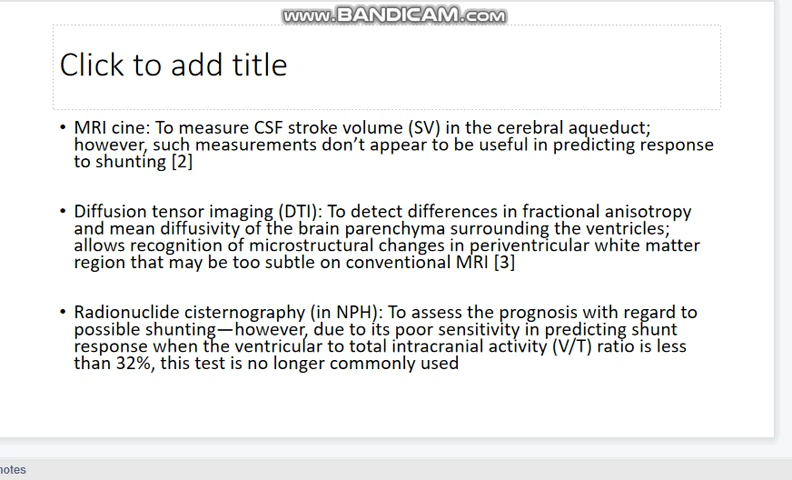 www.BANDICAM.com
Click to add title
• MRI cine: To measure CSF stroke volume (SV) in the cerebral aqueduct;
however, such measurements don’t appear to be useful in predicting response
to shunting [2]
• Diffusion tensor imaging (DTI): To detect differences in fractional anisotropy
and mean diffusivity of the brain parenchyma surrounding the ventricles;
allows recognition of microstructural changes in periventricular white matter
region that may be too subtle on conventional MRI [3]
• Radionuclide cisternography (in NPH): To assess the prognosis with regard to
possible shunting—however, due to its poor sensitivity in predicting shunt
response when the ventricular to total intracranial activity (V/T) ratio is less
than 32%, this test is no longer commonly used
notes